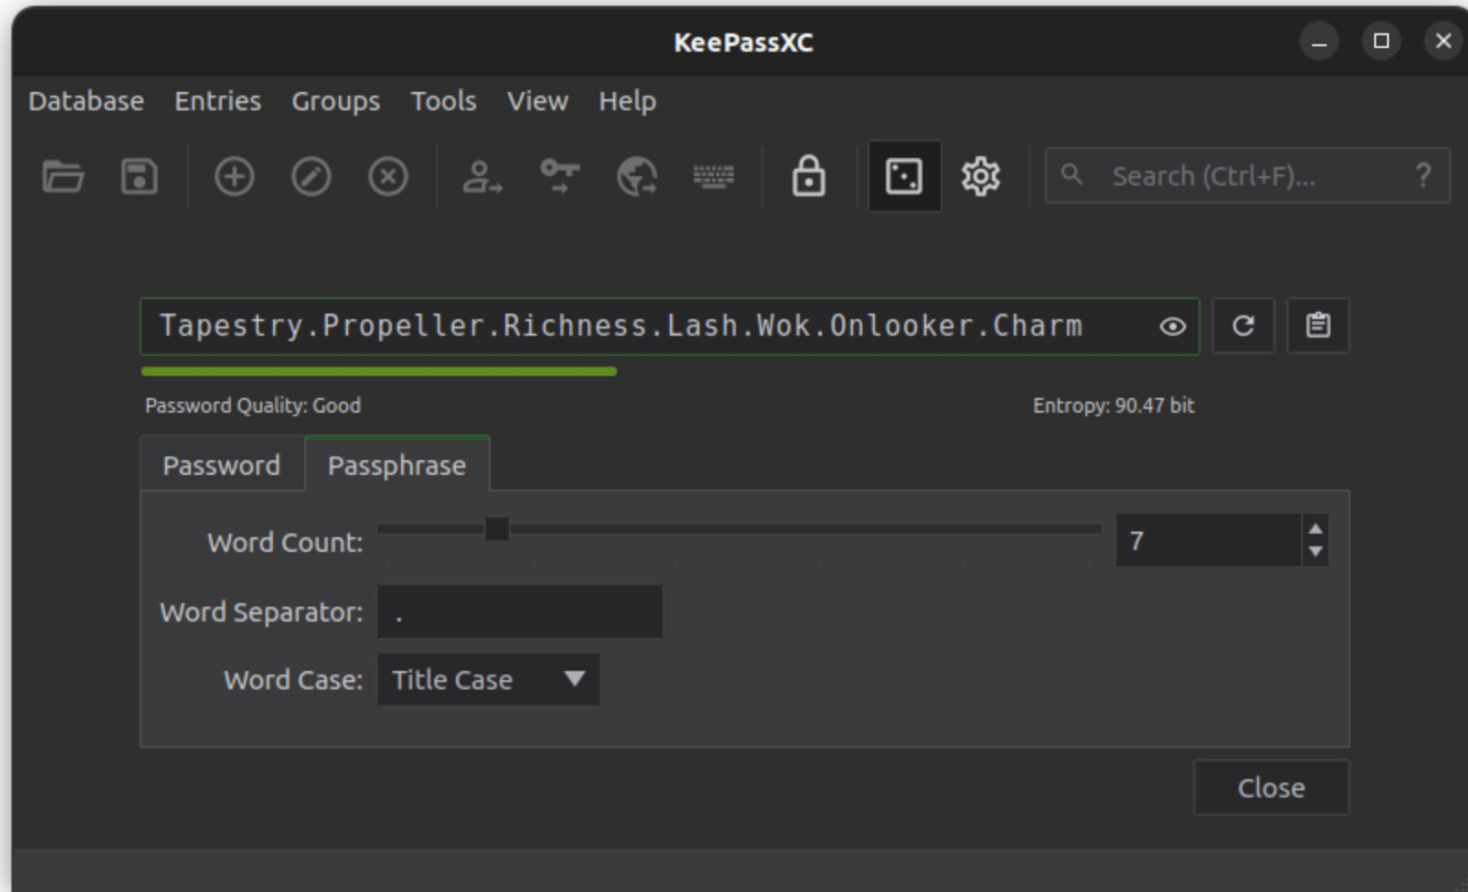 KeePassXC
Database Entries Groups Tools View Help
Search (Ctrl+F)... ?
Tapestry.Propeller.Richness.Lash.Wok.Onlooker.Charm
Password Quality: Good Entropy: 90.47 bit
Password Passphrase
Word Count: 7
Word Separator: .
Word Case: Title Case
Close